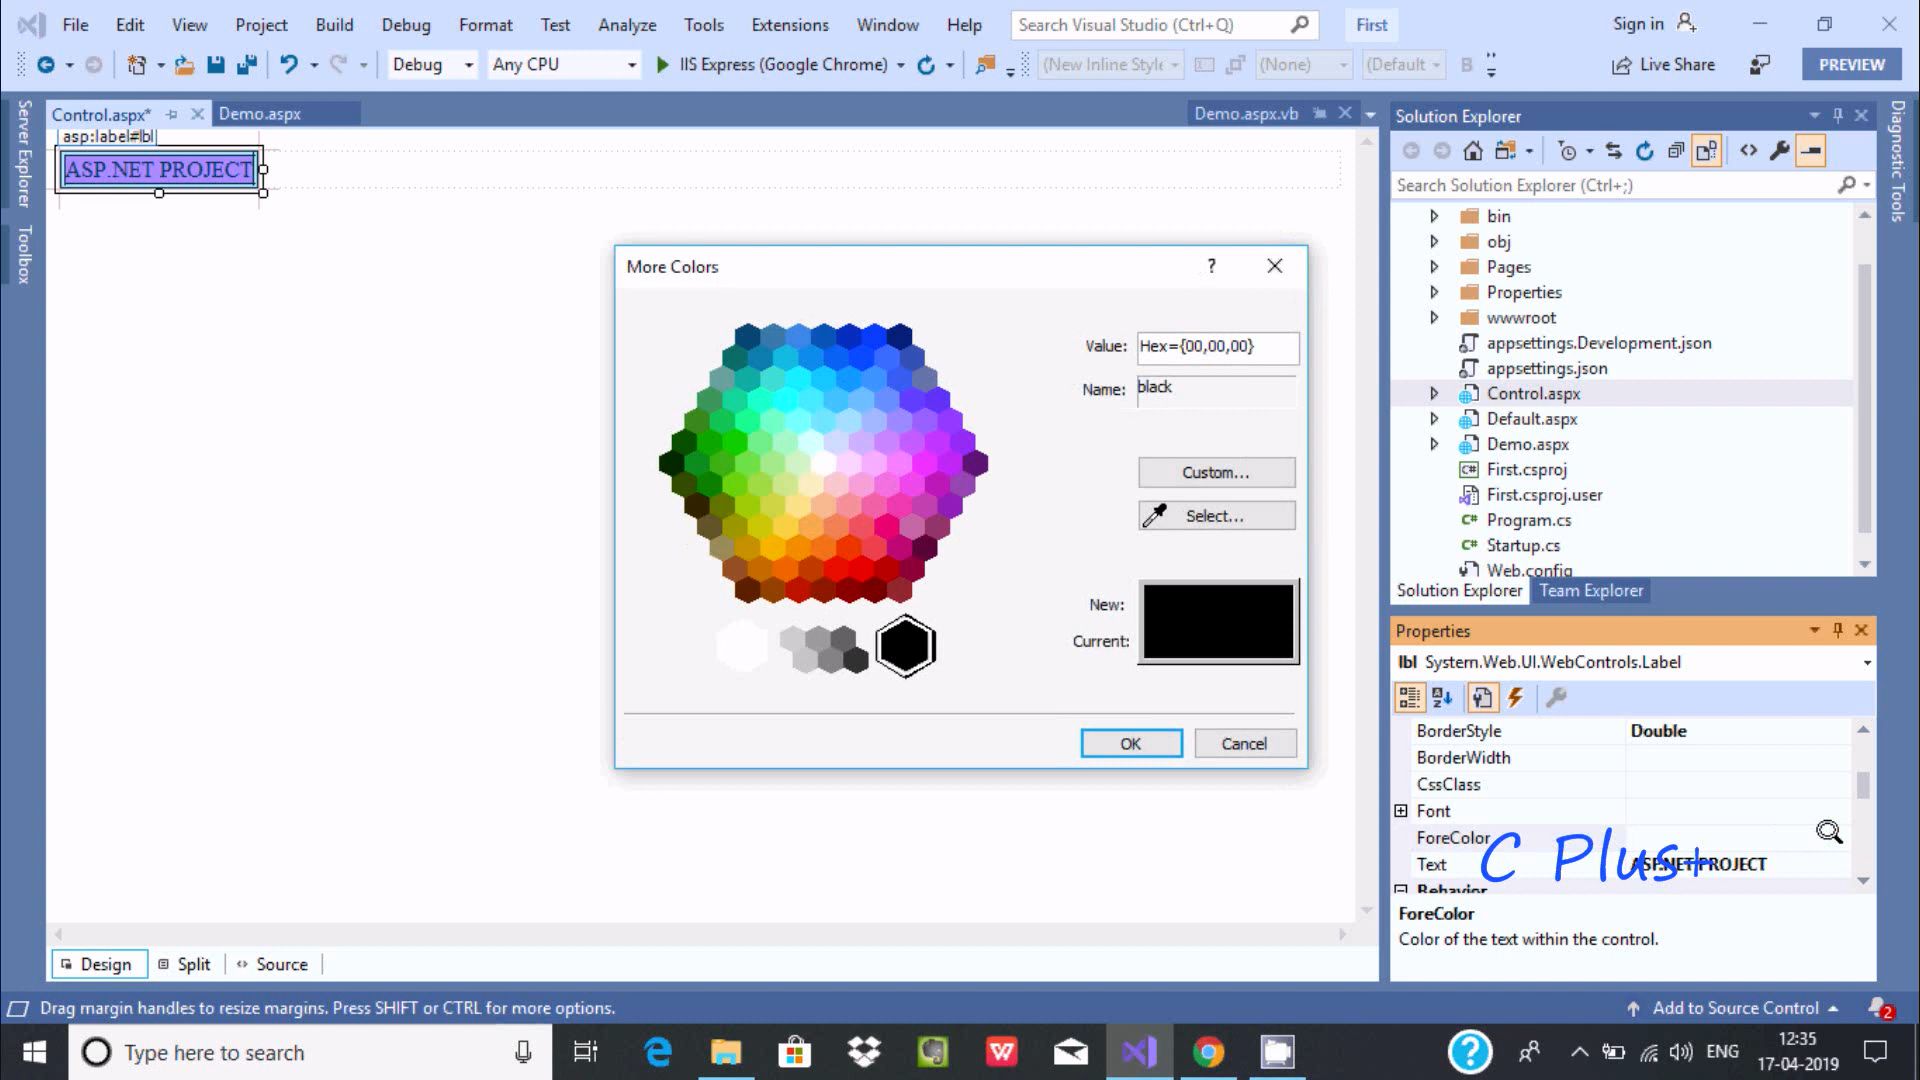 File Edit View Project Build Debug Format Test Analyze Tools Extensions Window Help Search Visual Studio (Ctrl+Q) First Sign in
Debug Any CPU IIS Express (Google Chrome) (New Inline Style (None) (Default B Live Share PREVIEW
Server Explorer
Toolbox
Control.aspx* Demo.aspx Demo.aspx.vb
asp:label#lbl
ASP.NET PROJECT
More Colors ?
Value: Hex={00,00,00}
Name: black
Custom...
Select...
New:
Current:
OK Cancel
Design Split Source
Solution Explorer
Search Solution Explorer (Ctrl+;)
bin
obj
Pages
Properties
wwwroot
appsettings.Development.json
appsettings.json
Control.aspx
Default.aspx
Demo.aspx
First.csproj
First.csproj.user
C# Program.cs
C# Startup.cs
Web.config
Solution Explorer Team Explorer
Diagnostic Tools
Properties
lbl System.Web.UI.WebControls.Label
BorderStyle Double
BorderWidth
CssClass
Font
ForeColor
Text ASP.NET PROJECT
Behavior
C Plus+
ForeColor
Color of the text within the control.
Drag margin handles to resize margins. Press SHIFT or CTRL for more options. Add to Source Control 2
Type here to search ENG 12:35
17-04-2019